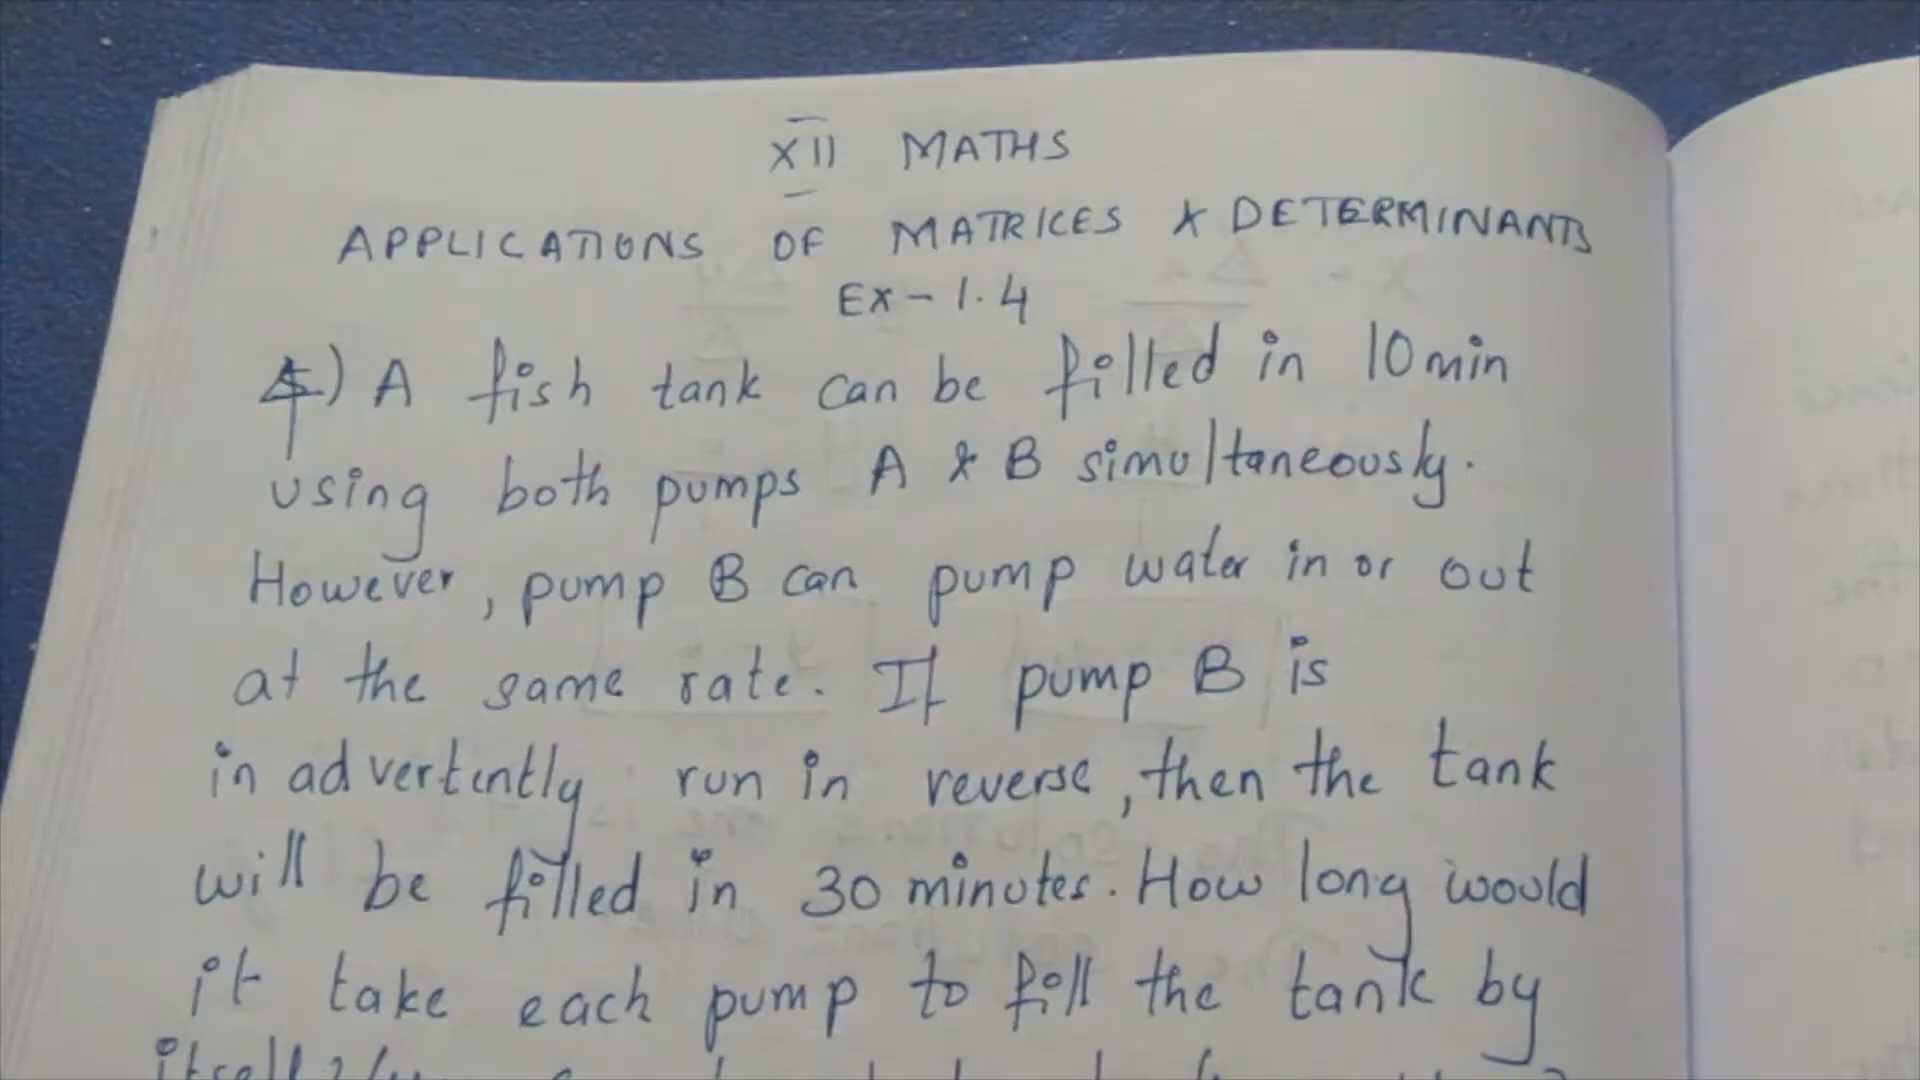 XII MATHS
APPLICATIONS OF MATRICES & DETERMINANTS
EX - 1.4
4) A fish tank can be filled in 10 min
using both pumps A & B simultaneously.
However, pump B can pump water in or out
at the same rate. If pump B is
in advertently run in reverse, then the tank
will be filled in 30 minutes. How long would
it take each pump to fill the tank by
itself?